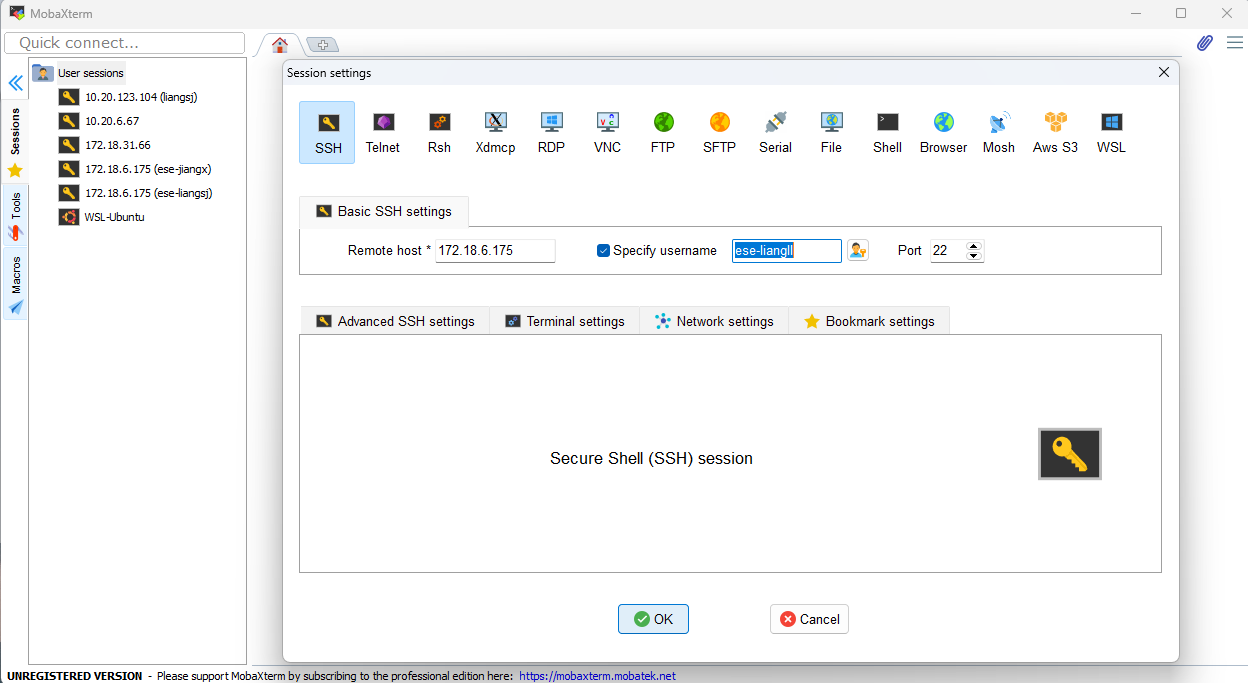 MobaXterm
Quick connect...
User sessions
10.20.123.104 (liangsj)
10.20.6.67
172.18.31.66
172.18.6.175 (ese-jiangx)
172.18.6.175 (ese-liangsj)
WSL-Ubuntu
Sessions
Tools
Macros
Session settings
SSH Telnet Rsh Xdmcp RDP VNC FTP SFTP Serial File Shell Browser Mosh Aws S3 WSL
Basic SSH settings
Remote host * 172.18.6.175 Specify username ese-liangll Port 22
Advanced SSH settings Terminal settings Network settings Bookmark settings
Secure Shell (SSH) session
OK Cancel
UNREGISTERED VERSION - Please support MobaXterm by subscribing to the professional edition here: https://mobaxterm.mobatek.net